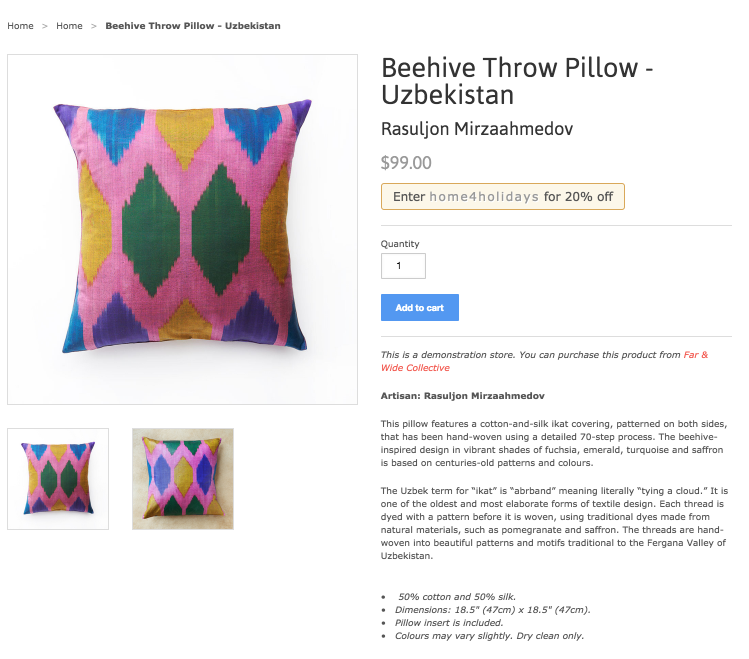 Home > Home > Beehive Throw Pillow - Uzbekistan
Beehive Throw Pillow -
Uzbekistan
Rasuljon Mirzaahmedov
$99.00
Enter home4holidays for 20% off
Quantity
1
Add to cart
This is a demonstration store. You can purchase this product from Far &
Wide Collective
Artisan: Rasuljon Mirzaahmedov
This pillow features a cotton-and-silk ikat covering, patterned on both sides,
that has been hand-woven using a detailed 70-step process. The beehive-
inspired design in vibrant shades of fuchsia, emerald, turquoise and saffron
is based on centuries-old patterns and colours.
The Uzbek term for “ikat” is “abrband” meaning literally “tying a cloud.” It is
one of the oldest and most elaborate forms of textile design. Each thread is
dyed with a pattern before it is woven, using traditional dyes made from
natural materials, such as pomegranate and saffron. The threads are hand-
woven into beautiful patterns and motifs traditional to the Fergana Valley of
Uzbekistan.
• 50% cotton and 50% silk.
• Dimensions: 18.5" (47cm) x 18.5" (47cm).
• Pillow insert is included.
• Colours may vary slightly. Dry clean only.